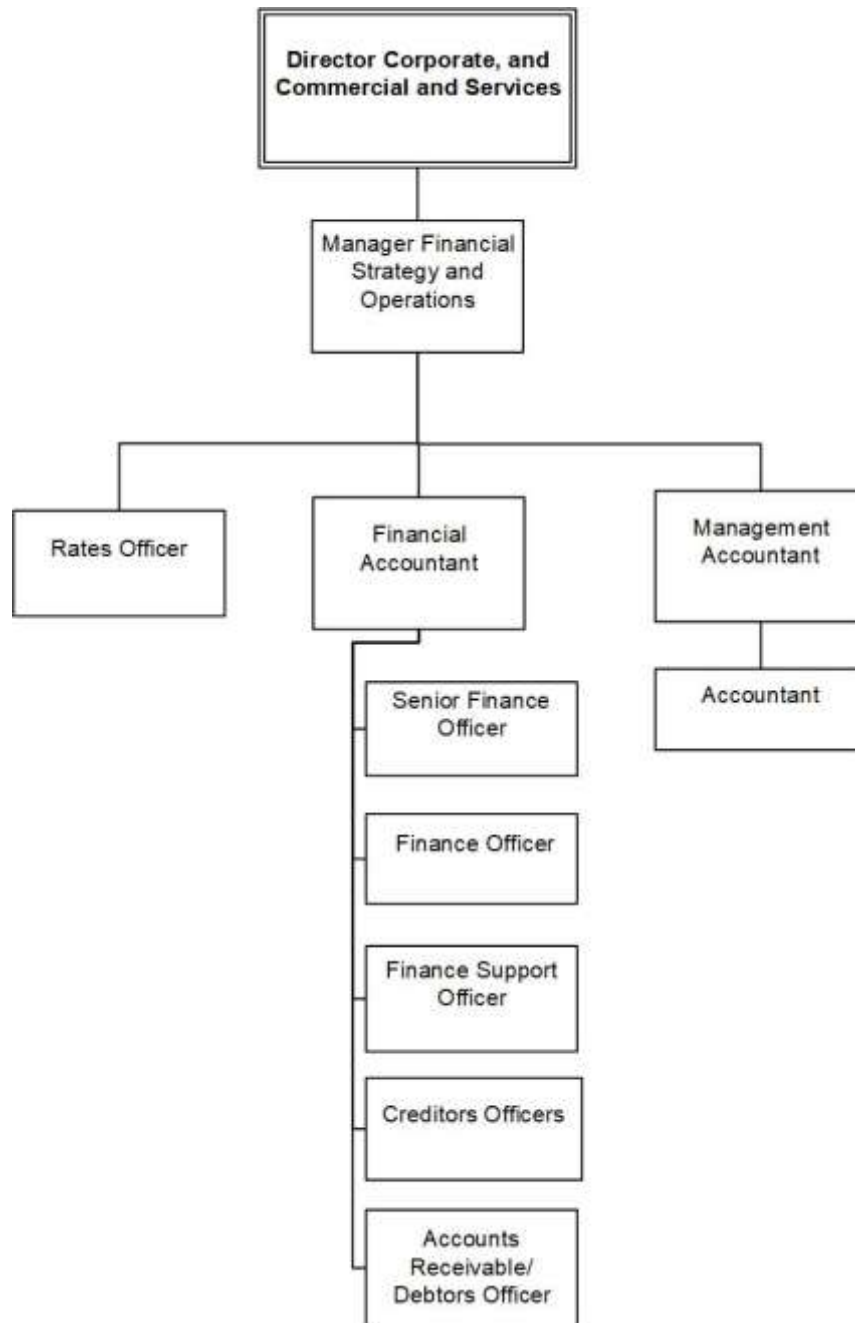 Director Corporate, and
Commercial and Services
Manager Financial
Strategy and
Operations
Rates Officer
Financial
Accountant
Management
Accountant
Senior Finance
Officer
Accountant
Finance Officer
Finance Support
Officer
Creditors Officers
Accounts
Receivable/
Debtors Officer